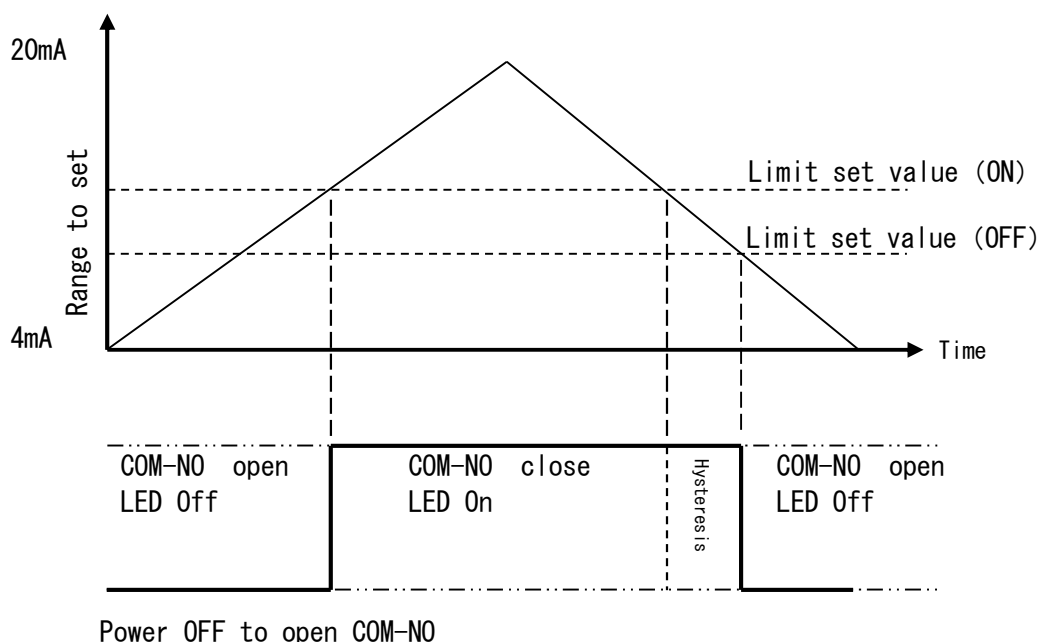 20mA
Range to set
Limit set value (ON)
Limit set value (OFF)
4mA
Time
COM-NO open
LED Off
COM-NO close
LED On
Hysteresis
COM-NO open
LED Off
Power OFF to open COM-NO